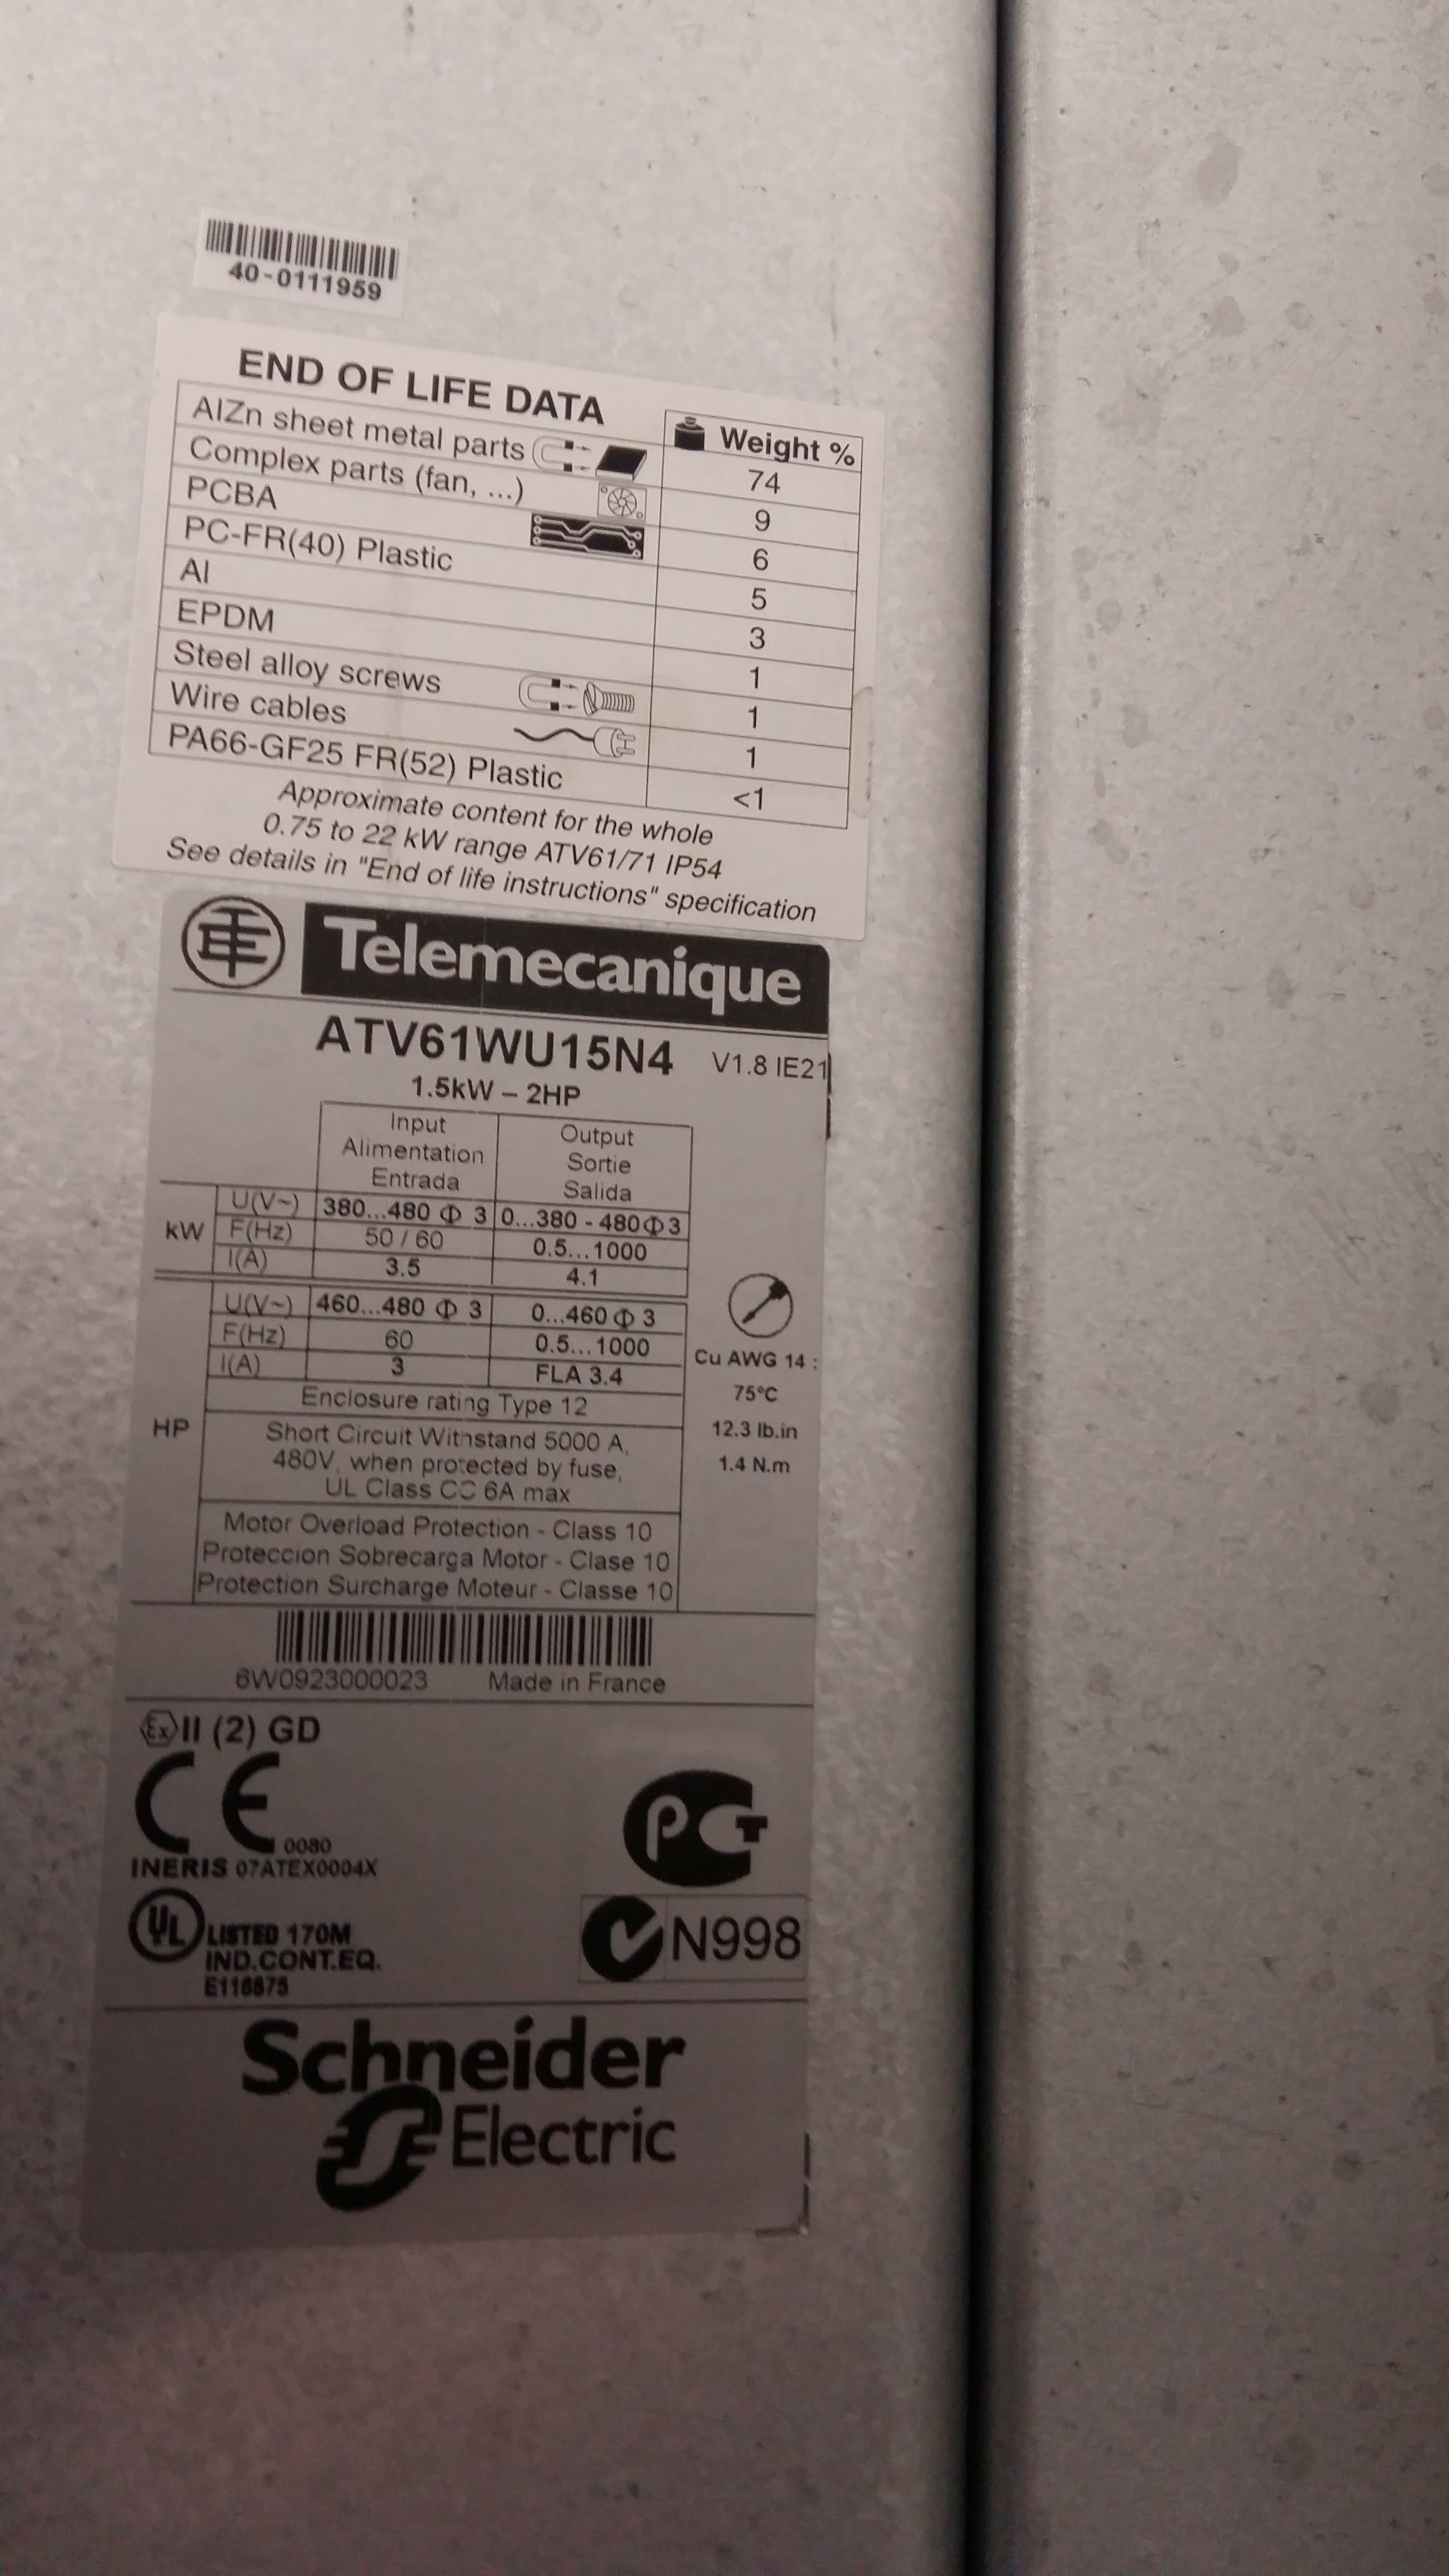 40-0111959
END OF LIFE DATA
Weight %
AlZn sheet metal parts 74
Complex parts (fan, ...) 9
PCBA 6
PC-FR(40) Plastic 5
Al 3
EPDM 1
Steel alloy screws 1
Wire cables 1
PA66-GF25 FR(52) Plastic <1
Approximate content for the whole
0.75 to 22 kW range ATV61/71 IP54
See details in "End of life instructions" specification
Telemecanique
ATV61WU15N4 V1.8 IE21
1.5kW – 2HP
Input Output
Alimentation Sortie
Entrada Salida
kW
U(V~) 380...480 Φ 3 0...380 - 480Φ3
F(Hz) 50 / 60 0.5...1000
I(A) 3.5 4.1
U(V~) 460...480 Φ 3 0...460 Φ 3
F(Hz) 60 0.5...1000
I(A) 3 FLA 3.4
Cu AWG 14 :
75°C
12.3 lb.in
1.4 N.m
HP
Enclosure rating Type 12
Short Circuit Withstand 5000 A,
480V, when protected by fuse,
UL Class CC 6A max
Motor Overload Protection - Class 10
Proteccion Sobrecarga Motor - Clase 10
Protection Surcharge Moteur - Classe 10
6W0923000023 Made in France
Ex II (2) GD
CE 0080
INERIS 07ATEX0004X
PCT
UL LISTED 170M
IND.CONT.EQ.
E116875
N998
Schneider
Electric